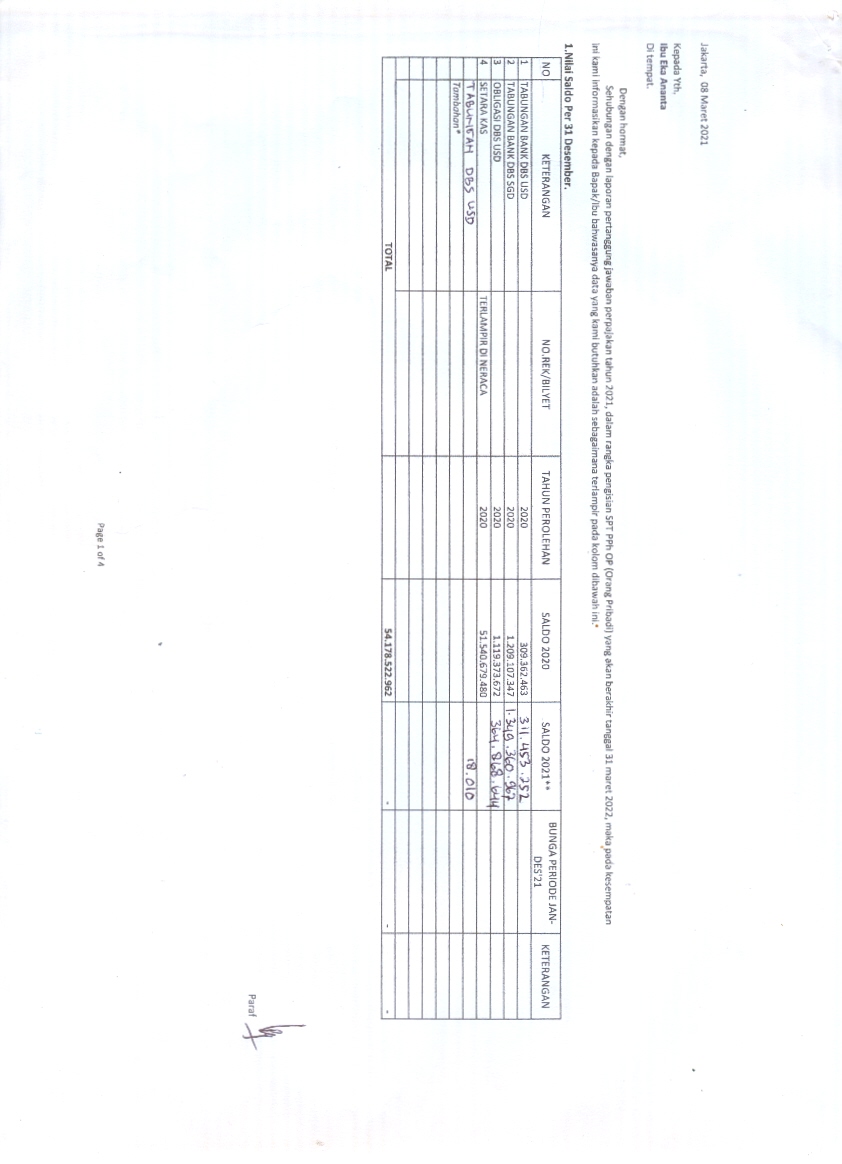 Jakarta, 08 Maret 2021
Kepada Yth,
Ibu Eka Ananta
Di tempat.
Dengan hormat,
Sehubungan dengan laporan pertanggung jawaban perpajakan tahun 2021, dalam rangka pengisian SPT PPh OP (Orang Pribadi) yang akan berakhir tanggal 31 maret 2022, maka pada kesempatan
ini kami informasikan kepada Bapak/Ibu bahwasanya data yang kami butuhkan adalah sebagaimana terlampir pada kolom dibawah ini.*
1.Nilai Saldo Per 31 Desember.
NO KETERANGAN NO.REK/BILYET TAHUN PEROLEHAN SALDO 2020 SALDO 2021** BUNGA PERIODE JAN-DES'21 KETERANGAN
1 TABUNGAN BANK DBS USD 2020 309.362.463 311.453.252
2 TABUNGAN BANK DBS SGD 2020 1.209.107.347 1.349.360.967
3 OBLIGASI DBS USD 2020 1.119.373.672 364.868.644
4 SETARA KAS TERLAMPIR DI NERACA 2020 51.540.679.480
TABUNGAN DBS USD 18.010
Tambahan*
TOTAL 54.178.522.962 - - -
Paraf
Page 1 of 4